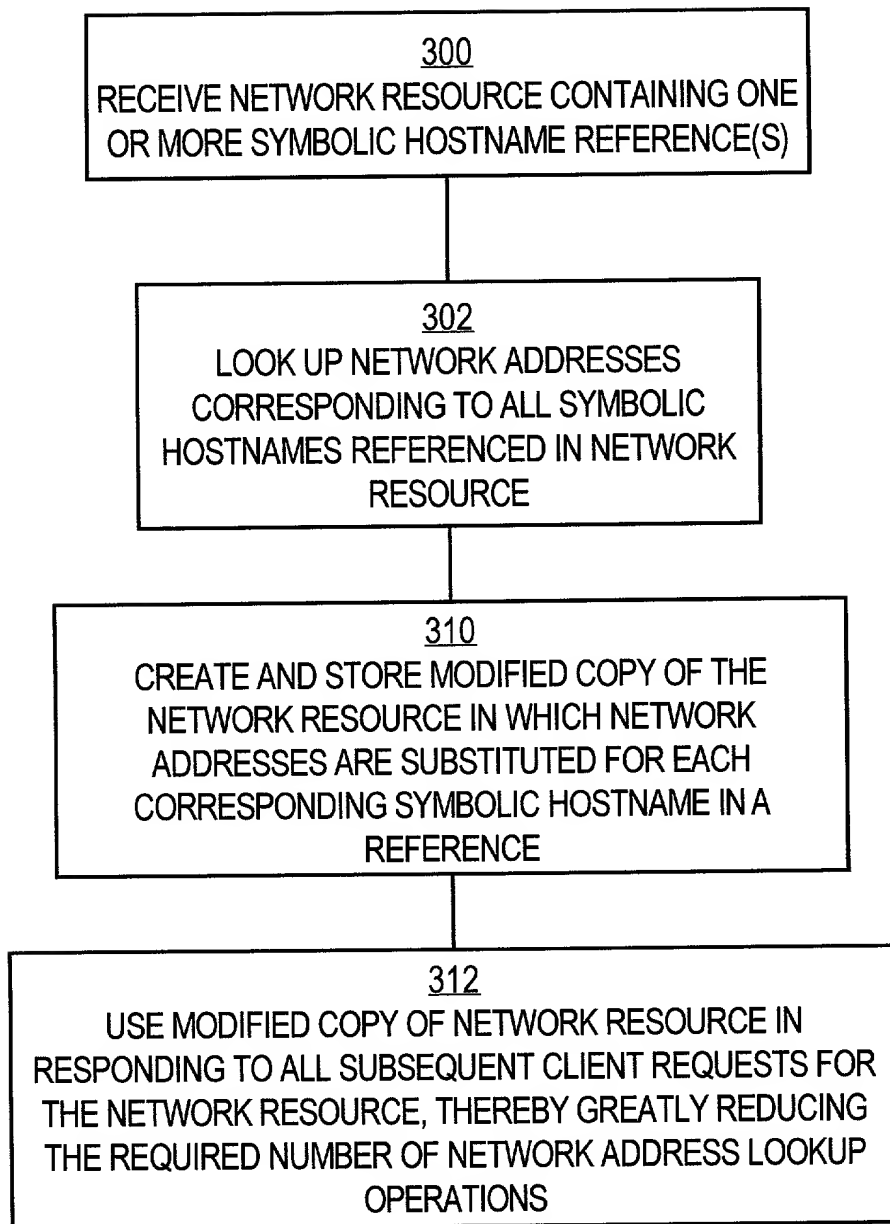 300
RECEIVE NETWORK RESOURCE CONTAINING ONE
OR MORE SYMBOLIC HOSTNAME REFERENCE(S)
302
LOOK UP NETWORK ADDRESSES
CORRESPONDING TO ALL SYMBOLIC
HOSTNAMES REFERENCED IN NETWORK
RESOURCE
310
CREATE AND STORE MODIFIED COPY OF THE
NETWORK RESOURCE IN WHICH NETWORK
ADDRESSES ARE SUBSTITUTED FOR EACH
CORRESPONDING SYMBOLIC HOSTNAME IN A
REFERENCE
312
USE MODIFIED COPY OF NETWORK RESOURCE IN
RESPONDING TO ALL SUBSEQUENT CLIENT REQUESTS FOR
THE NETWORK RESOURCE, THEREBY GREATLY REDUCING
THE REQUIRED NUMBER OF NETWORK ADDRESS LOOKUP
OPERATIONS